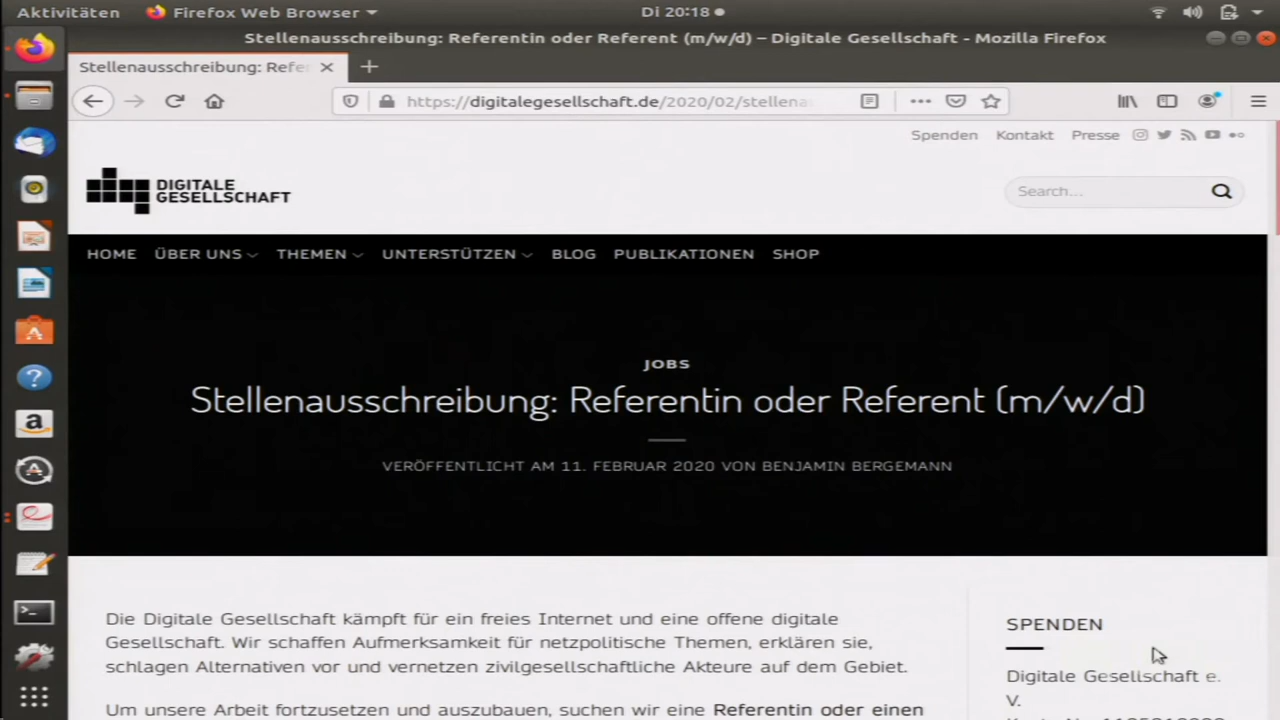 Aktivitäten
Firefox Web Browser
Di 20:18
Stellenausschreibung: Referentin oder Referent (m/w/d) – Digitale Gesellschaft - Mozilla Firefox
Stellenausschreibung: Refe
https://digitalegesellschaft.de/2020/02/stellena
Spenden Kontakt Presse
DIGITALE
GESELLSCHAFT
Search...
HOME ÜBER UNS THEMEN UNTERSTÜTZEN BLOG PUBLIKATIONEN SHOP
JOBS
Stellenausschreibung: Referentin oder Referent (m/w/d)
VERÖFFENTLICHT AM 11. FEBRUAR 2020 VON BENJAMIN BERGEMANN
Die Digitale Gesellschaft kämpft für ein freies Internet und eine offene digitale
Gesellschaft. Wir schaffen Aufmerksamkeit für netzpolitische Themen, erklären sie,
schlagen Alternativen vor und vernetzen zivilgesellschaftliche Akteure auf dem Gebiet.
Um unsere Arbeit fortzusetzen und auszubauen, suchen wir eine Referentin oder einen
SPENDEN
Digitale Gesellschaft e.
V.